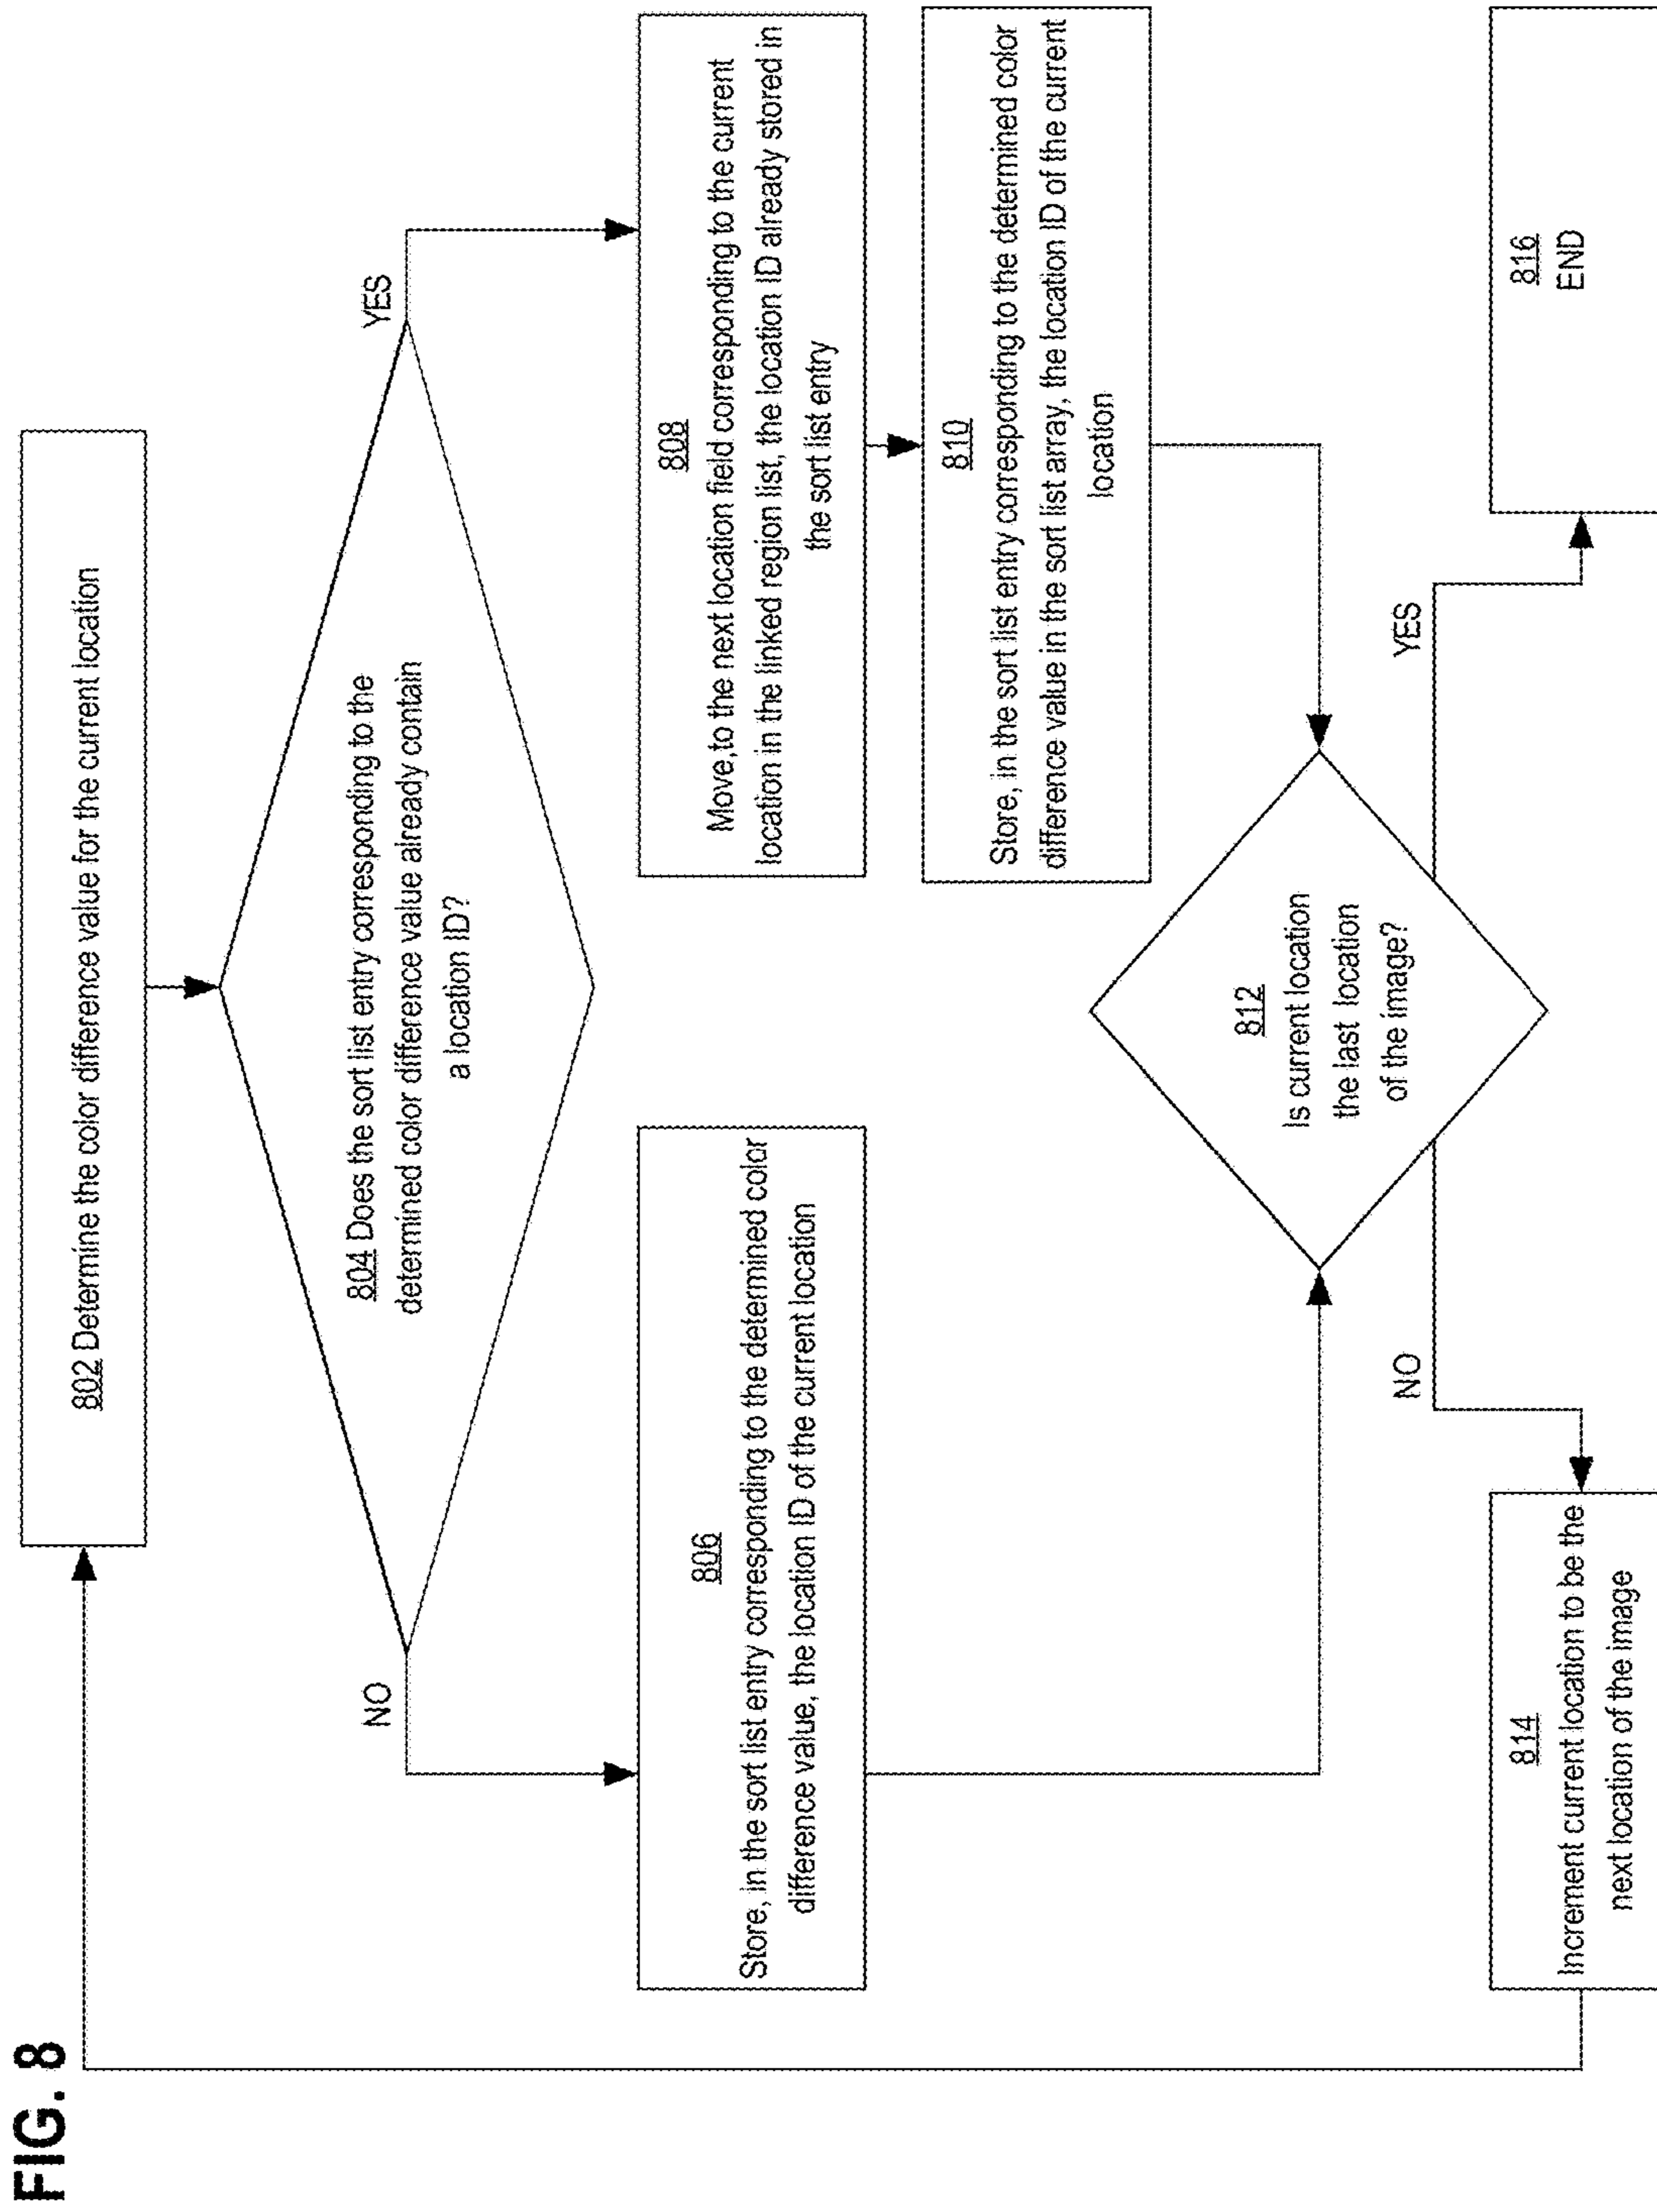 FIG. 8
802 Determine the color difference value for the current location
804 Does the sort list entry corresponding to the
determined color difference value already contain
a location ID?
NO
YES
806
Store, in the sort list entry corresponding to the determined color
difference value, the location ID of the current location
808
Move,to the next location field corresponding to the current
location in the linked region list, the location ID already stored in
the sort list entry
810
Store, in the sort list entry corresponding to the determined color
difference value in the sort list array, the location ID of the current
location
812
Is current location
the last location
of the image?
NO
YES
814
Increment current location to be the
next location of the image
816
END